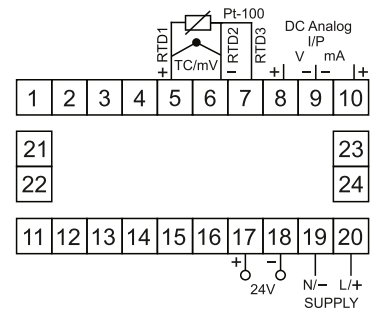 Pt-100
DC Analog
I/P
RTD1
RTD2
RTD3
TC/mV
V
mA
+ − + − +
1 2 3 4 5 6 7 8 9 10
21 23
22 24
11 12 13 14 15 16 17 18 19 20
+ −
24V
N/− L/+
SUPPLY